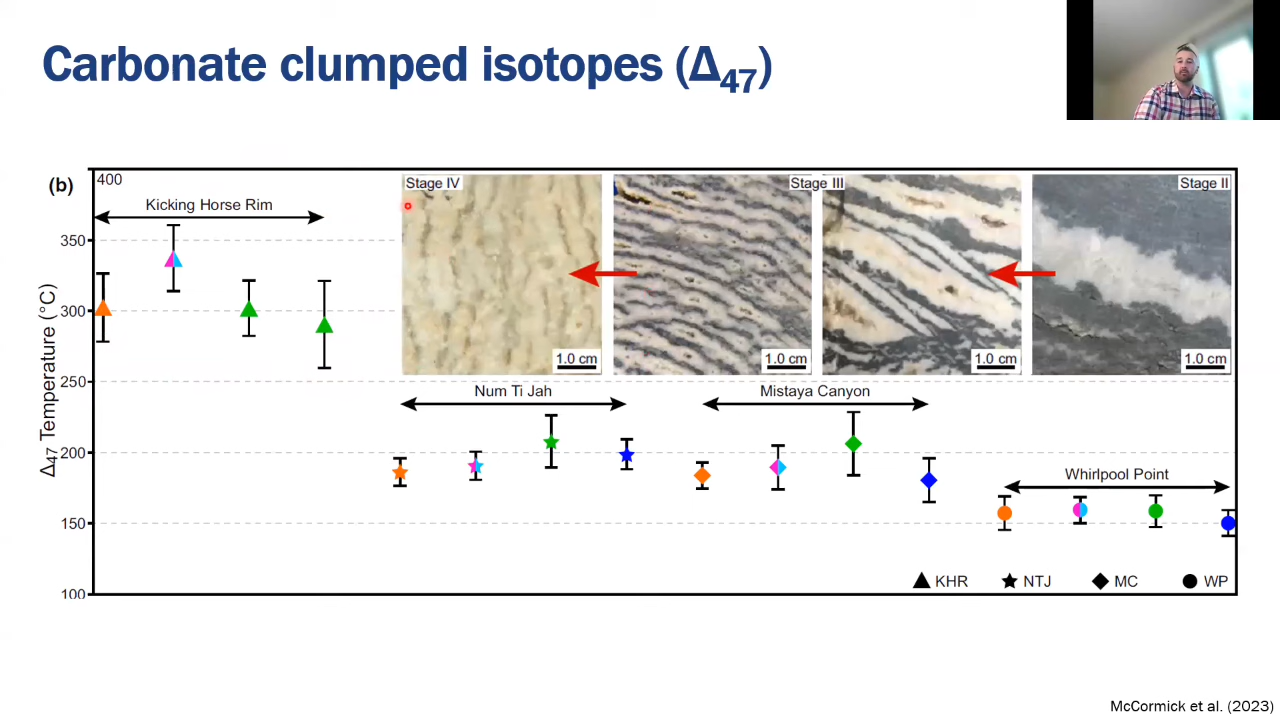 Carbonate clumped isotopes (Δ47)
(b)
400
350
300
250
200
150
100
Δ47 Temperature (°C)
Kicking Horse Rim
Stage IV
Stage III
Stage II
1.0 cm
1.0 cm
1.0 cm
1.0 cm
Num Ti Jah
Mistaya Canyon
Whirlpool Point
KHR NTJ MC WP
McCormick et al. (2023)